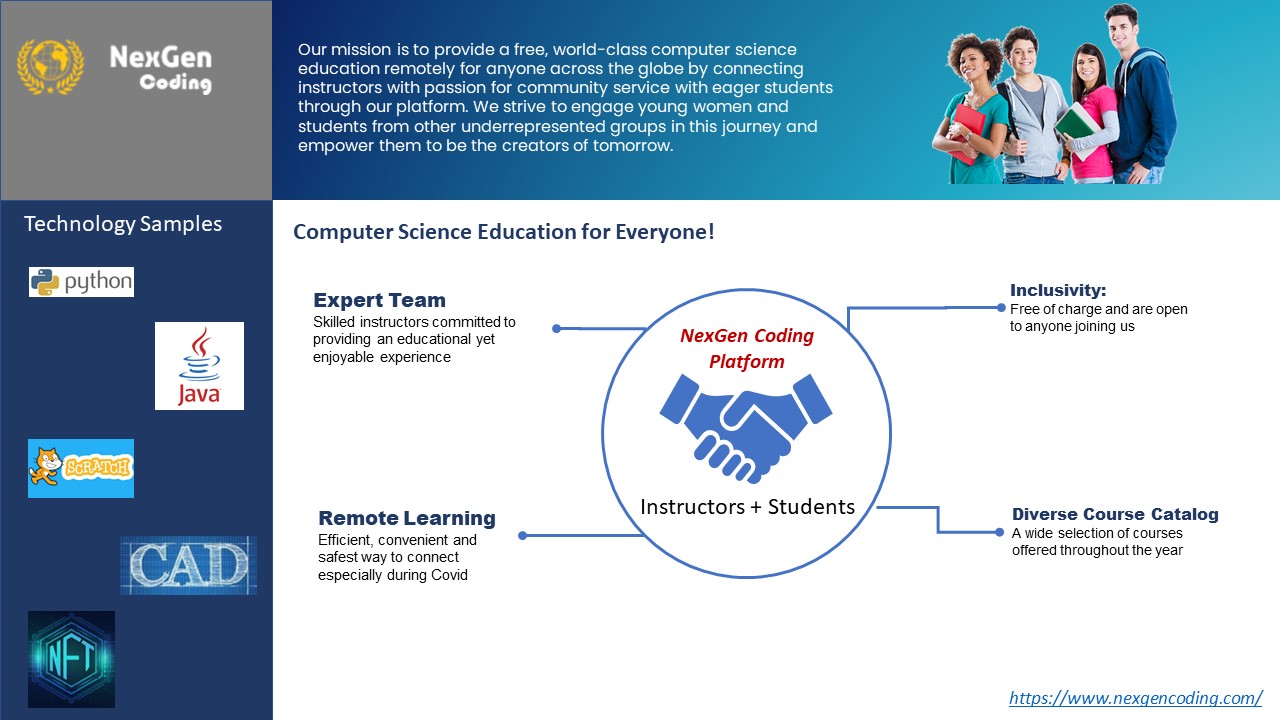 NexGen
Coding
Our mission is to provide a free, world-class computer science
education remotely for anyone across the globe by connecting
instructors with passion for community service with eager students
through our platform. We strive to engage young women and
students from other underrepresented groups in this journey and
empower them to be the creators of tomorrow.
Technology Samples
python
Java
SCRATCH
CAD
NFT
Computer Science Education for Everyone!
Expert Team
Skilled instructors committed to
providing an educational yet
enjoyable experience
Remote Learning
Efficient, convenient and
safest way to connect
especially during Covid
NexGen Coding
Platform
Instructors + Students
Inclusivity:
Free of charge and are open
to anyone joining us
Diverse Course Catalog
A wide selection of courses
offered throughout the year
https://www.nexgencoding.com/